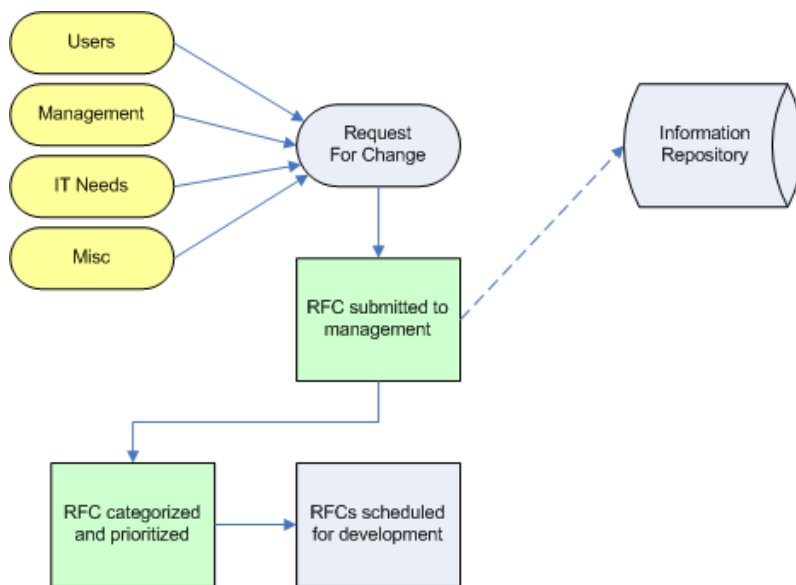 Users
Management
IT Needs
Misc
Request
For Change
Information
Repository
RFC submitted to
management
RFC categorized
and prioritized
RFCs scheduled
for development